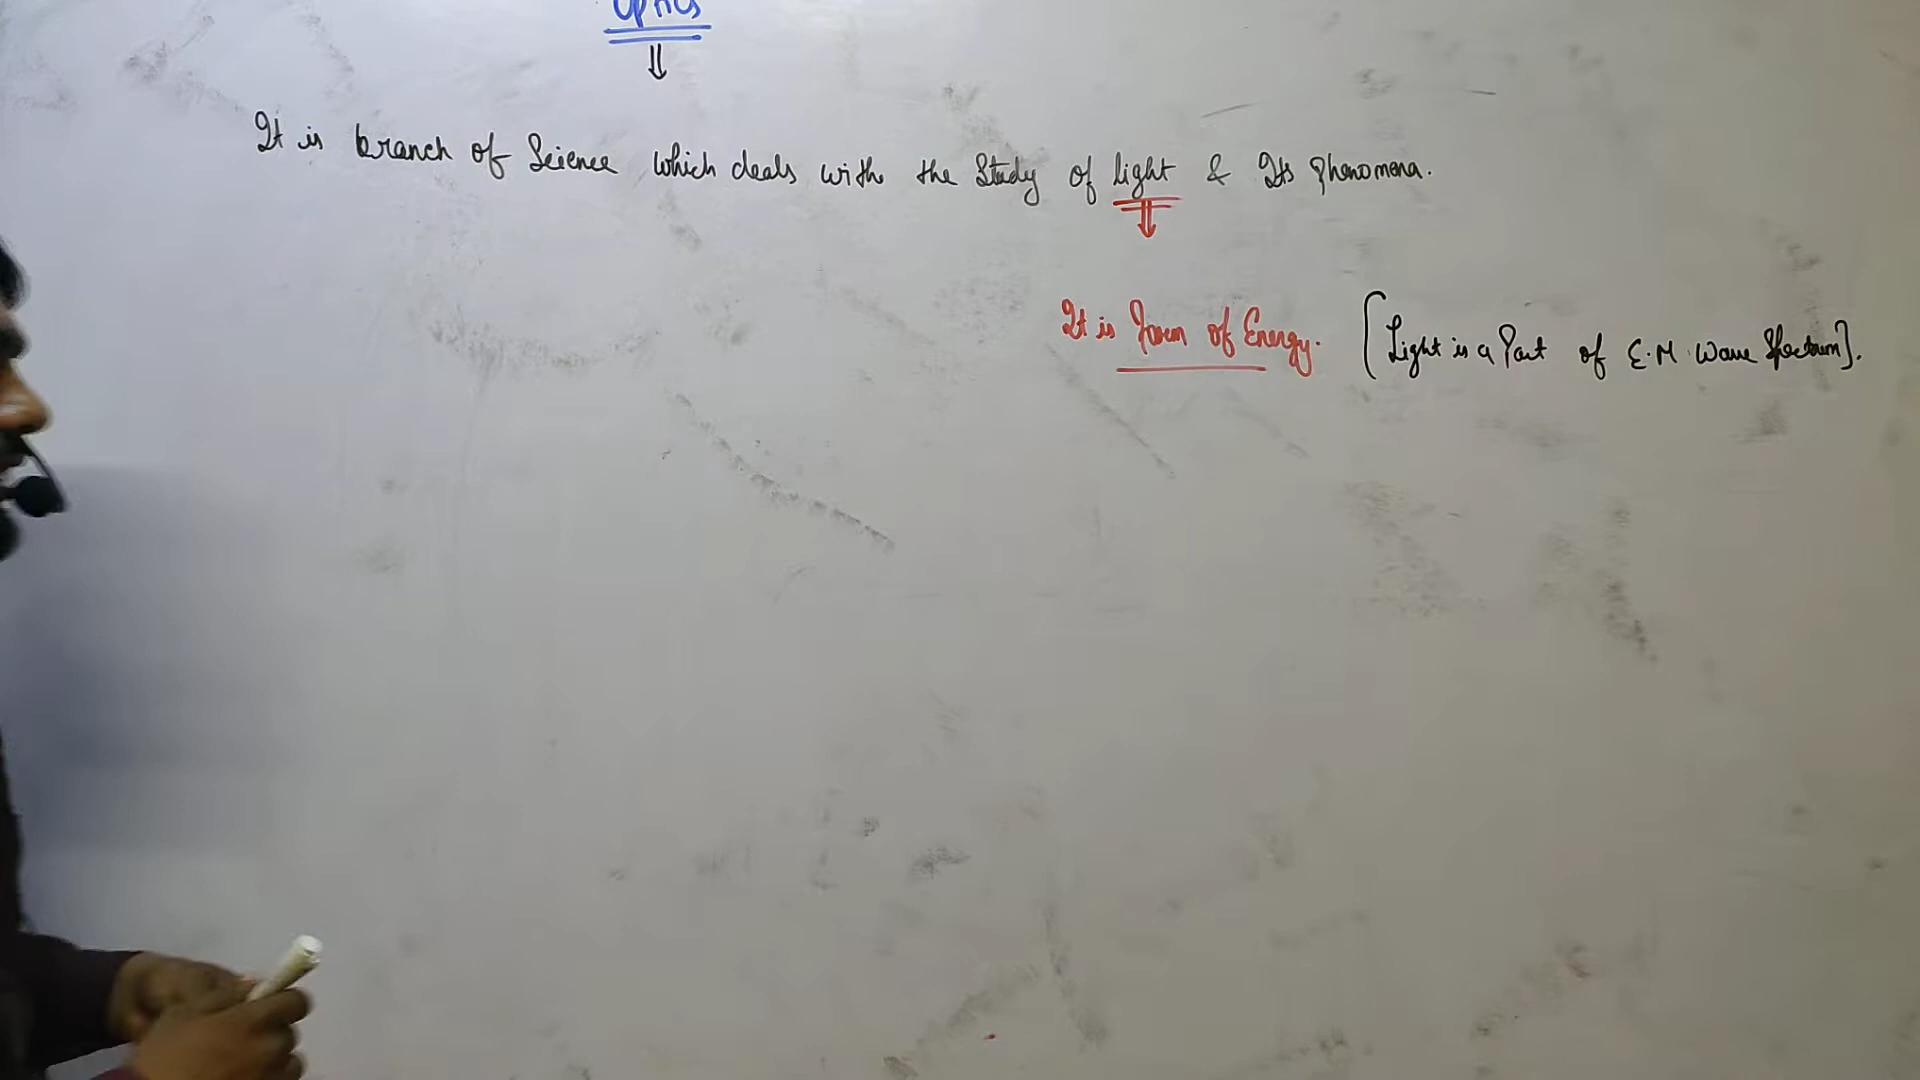 Optics
It is branch of Science which deals with the Study of light & Its Phenomena.
It is Form of Energy. [Light is a Part of E.M. Wave Spectrum].